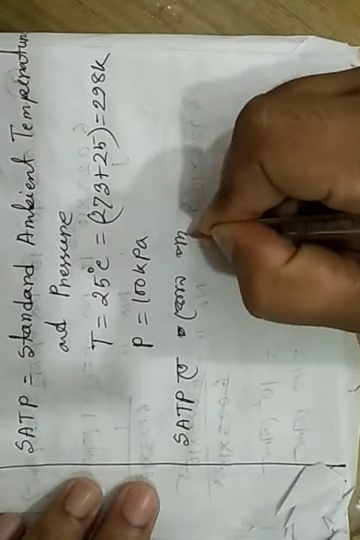 SATP = Standard Ambient Temperature
and Pressure
T = 25°c = (273+25) = 298K
P = 100kPa
SATP তে